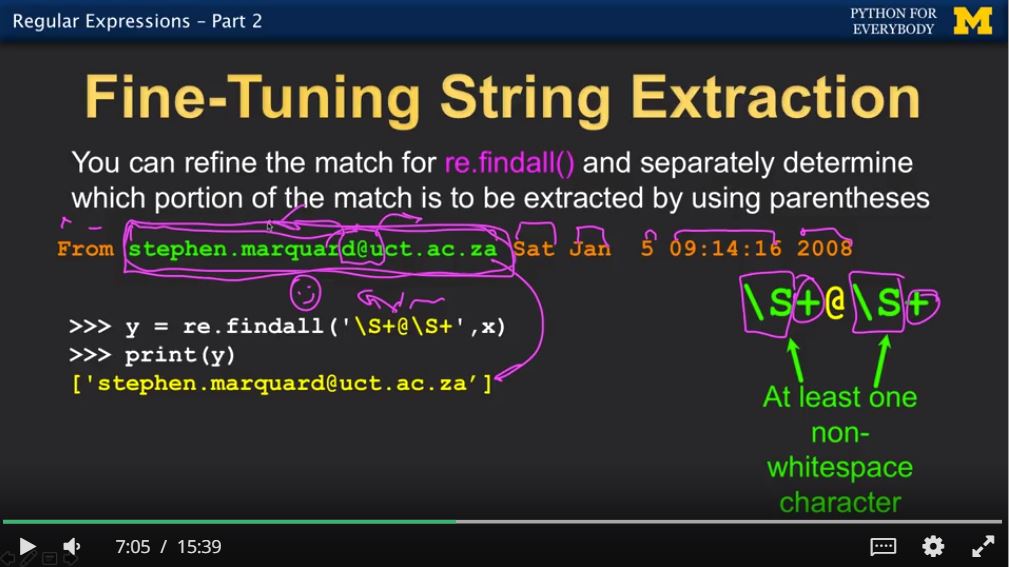 Regular Expressions – Part 2
PYTHON FOR
EVERYBODY
M
Fine-Tuning String Extraction
You can refine the match for re.findall() and separately determine
which portion of the match is to be extracted by using parentheses
From stephen.marquard@uct.ac.za Sat Jan  5 09:14:16 2008
\S+@\S+
>>> y = re.findall('\S+@\S+',x)
>>> print(y)
['stephen.marquard@uct.ac.za’]
At least one
non-
whitespace
character
7:05 / 15:39